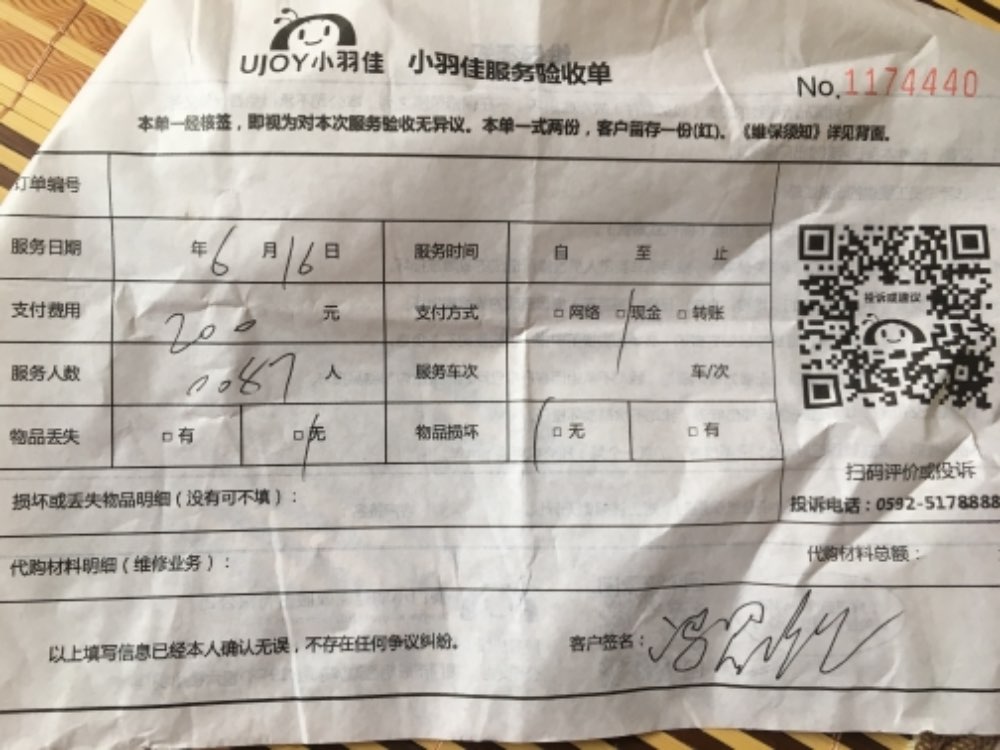 UJOY小羽佳 小羽佳服务验收单
No.1174440
本单一经核签，即视为对本次服务验收无异议。本单一式两份，客户留存一份(红)。《维保须知》详见背面。
订单编号
服务日期 年 6 月 16 日 服务时间 自 至 止
支付费用 200 元 支付方式 □网络 □现金 □转账
投诉或建议
服务人数 1087 人 服务车次 车/次
物品丢失 □有 □无 物品损坏 □无 □有
扫码评价或投诉
损坏或丢失物品明细（没有可不填）：
投诉电话：0592-5178888
代购材料明细（维修业务）： 代购材料总额：
以上填写信息已经本人确认无误，不存在任何争议纠纷。 客户签名：